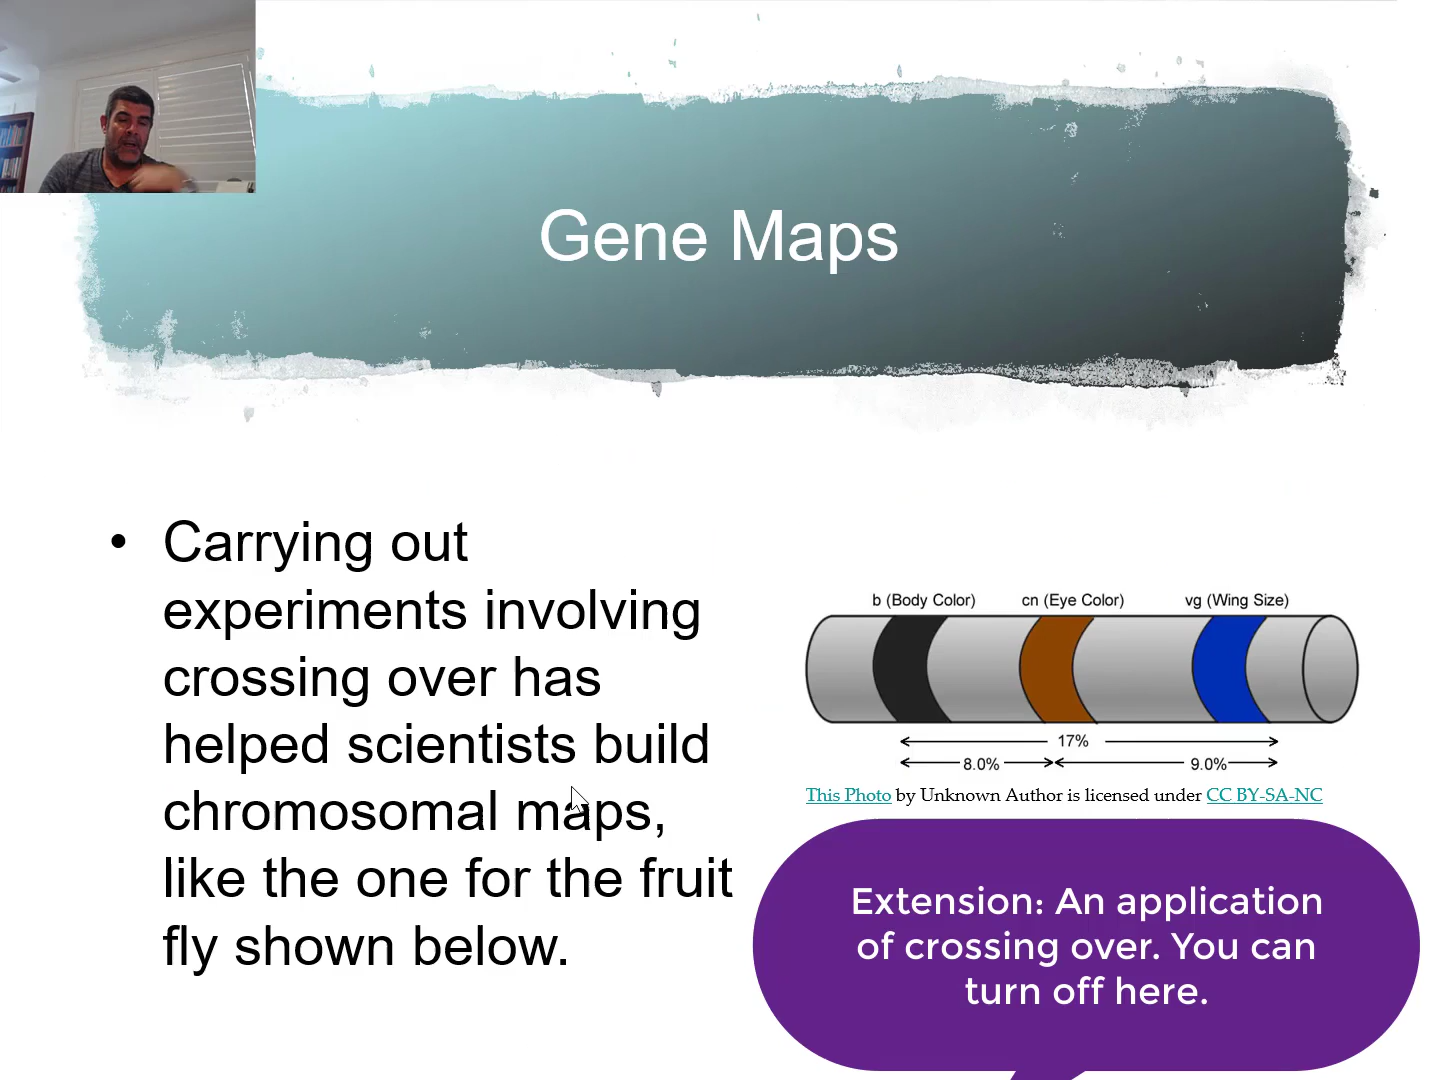 Gene Maps
• Carrying out
experiments involving
crossing over has
helped scientists build
chromosomal maps,
like the one for the fruit
fly shown below.
b (Body Color) cn (Eye Color) vg (Wing Size)
17%
8.0% 9.0%
This Photo by Unknown Author is licensed under CC BY-SA-NC
Extension: An application
of crossing over. You can
turn off here.